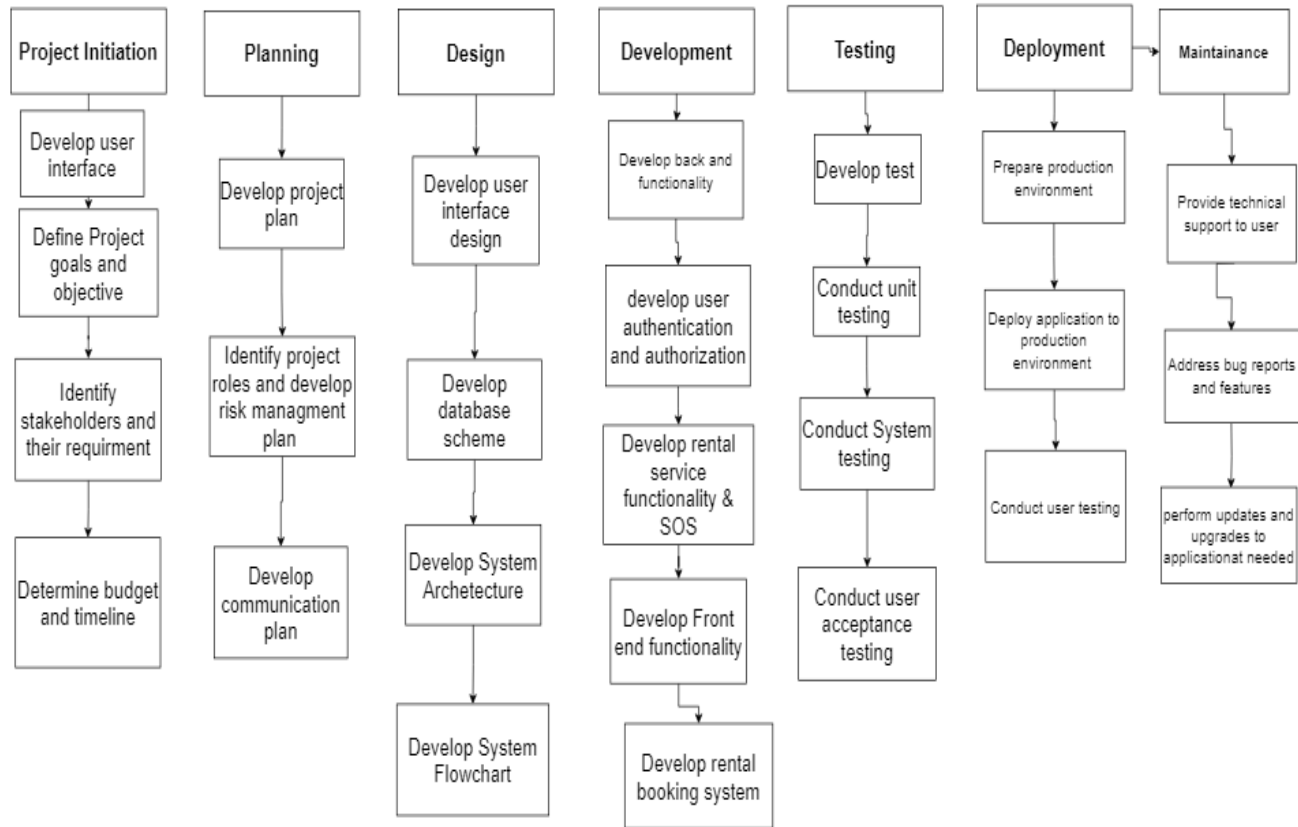 Project Initiation
Develop user
interface
Define Project
goals and
objective
Identify
stakeholders and
their requirment
Determine budget
and timeline
Planning
Develop project
plan
Identify project
roles and develop
risk managment
plan
Develop
communication
plan
Design
Develop user
interface
design
Develop
database
scheme
Develop System
Archetecture
Develop System
Flowchart
Development
Develop back and
functionality
develop user
authentication
and authorization
Develop rental
service
functionality &
SOS
Develop Front
end functionality
Develop rental
booking system
Testing
Develop test
Conduct unit
testing
Conduct System
testing
Conduct user
acceptance
testing
Deployment
Prepare production
environment
Deploy application to
production
environment
Conduct user testing
Maintainance
Provide technical
support to user
Address bug reports
and features
perform updates and
upgrades to
applicationat needed